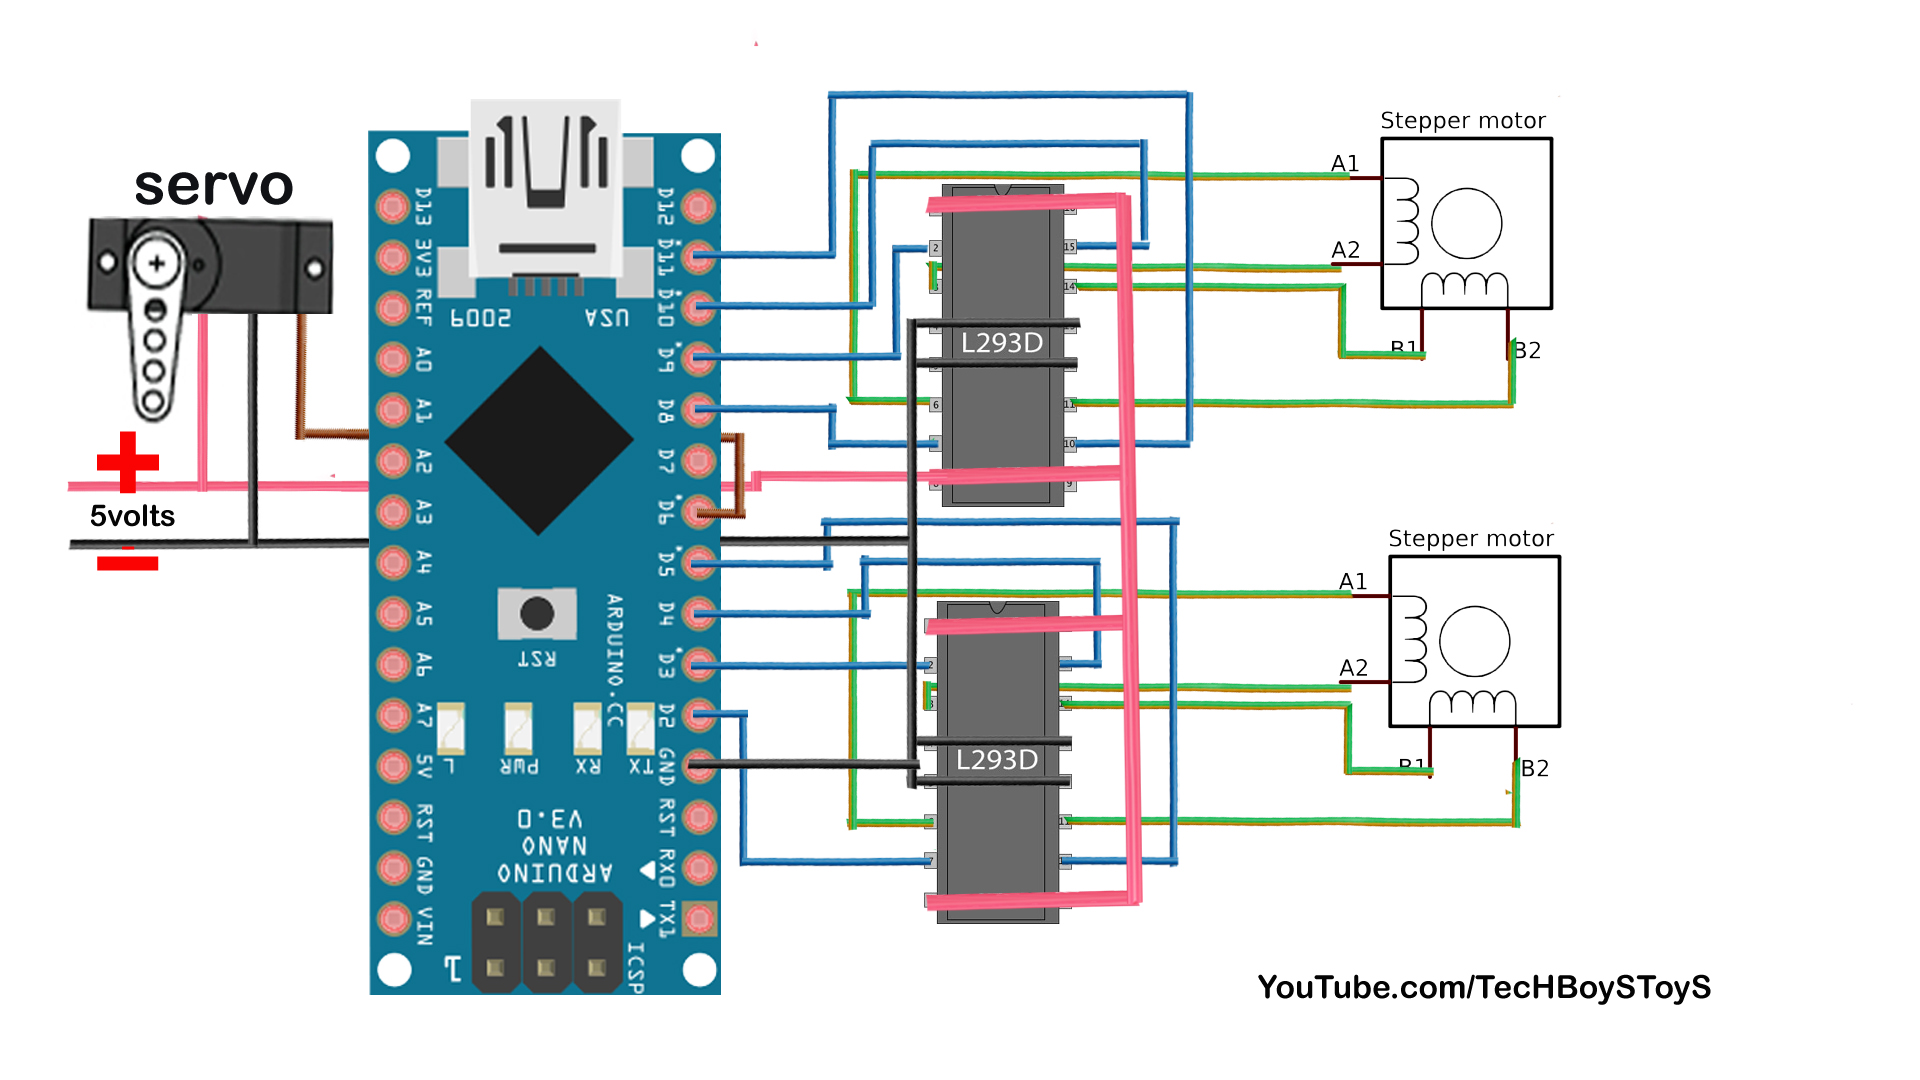 servo
5volts
D13
3V3
REF
A0
A1
A2
A3
A4
A5
A6
A7
5V
RST
GND
VIN
D12
D11
D10
D9
D8
D7
D6
D5
D4
D3
D2
GND
RST
RX0
TX1
2009
USA
RST
ARDUINO.CC
L
PWR
RX
TX
ARDUINO
NANO
V3.0
1
ICSP
2
6
15
14
11
10
9
L293D
2
7
L293D
Stepper motor
A1
A2
B1
B2
Stepper motor
A1
A2
B1
B2
YouTube.com/TecHBoySToyS